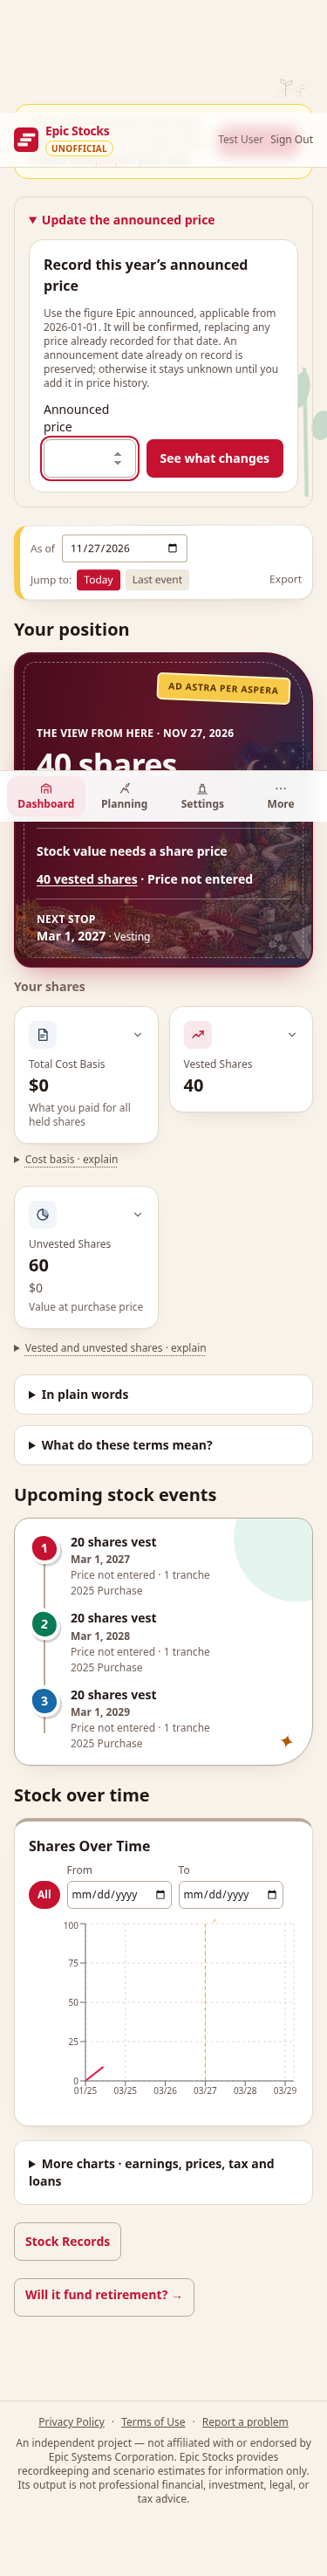 Epic Stocks
UNOFFICIAL
Test User Sign Out
▼ Update the announced price
Record this year’s announced
price
Use the figure Epic announced, applicable from
2026-01-01. It will be confirmed, replacing any
price already recorded for that date. An
announcement date already on record is
preserved; otherwise it stays unknown until you
add it in price history.
Announced
price
See what changes
As of 11/27/2026
Jump to: Today Last event Export
Your position
AD ASTRA PER ASPERA
THE VIEW FROM HERE · NOV 27, 2026
40 shares
Dashboard Planning Settings More
Stock value needs a share price
40 vested shares · Price not entered
NEXT STOP
Mar 1, 2027 · Vesting
Your shares
Total Cost Basis
$0
What you paid for all
held shares
Vested Shares
40
▶ Cost basis · explain
Unvested Shares
60
$0
Value at purchase price
▶ Vested and unvested shares · explain
▶ In plain words
▶ What do these terms mean?
Upcoming stock events
1 20 shares vest
Mar 1, 2027
Price not entered · 1 tranche
2025 Purchase
2 20 shares vest
Mar 1, 2028
Price not entered · 1 tranche
2025 Purchase
3 20 shares vest
Mar 1, 2029
Price not entered · 1 tranche
2025 Purchase
Stock over time
Shares Over Time
From To
All mm/dd/yyyy mm/dd/yyyy
100
75
50
25
0
01/25 03/25 03/26 03/27 03/28 03/29
▶ More charts · earnings, prices, tax and
loans
Stock Records
Will it fund retirement? →
Privacy Policy · Terms of Use · Report a problem
An independent project — not affiliated with or endorsed by
Epic Systems Corporation. Epic Stocks provides
recordkeeping and scenario estimates for information only.
Its output is not professional financial, investment, legal, or
tax advice.